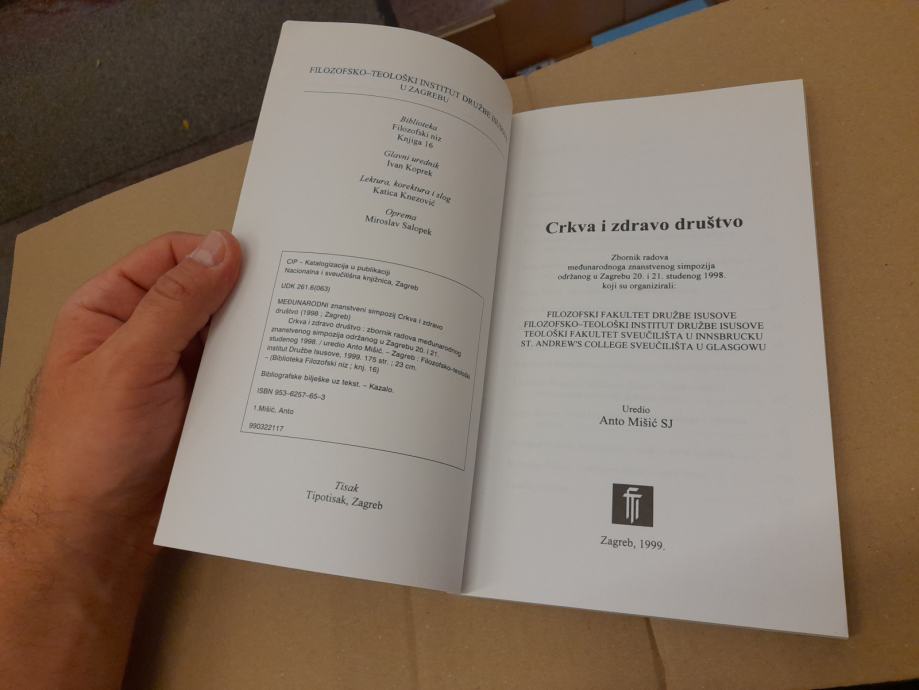 FILOZOFSKO–TEOLOŠKI INSTITUT DRUŽBE ISUSOVE
U ZAGREBU
Biblioteka
Filozofski niz
Knjiga 16
Glavni urednik
Ivan Koprek
Lektura, korektura i slog
Katica Knezović
Oprema
Miroslav Salopek
CIP – Katalogizacija u publikaciji
Nacionalna i sveučilišna knjižnica, Zagreb
UDK 261.6(063)
MEĐUNARODNI znanstveni simpozij Crkva i zdravo
društvo (1998 ; Zagreb)
Crkva i zdravo društvo : zbornik radova međunarodnog
znanstvenog simpozija održanog u Zagrebu 20. i 21.
studenog 1998. / uredio Anto Mišić. – Zagreb : Filozofsko-teološki
institut Družbe Isusove, 1999. 175 str. ; 23 cm.
– (Biblioteka Filozofski niz ; knj. 16)
Bibliografske bilješke uz tekst. – Kazalo.
ISBN 953–6257–65–3
1.Mišić, Anto
990322117
Tisak
Tipotisak, Zagreb
Crkva i zdravo društvo
Zbornik radova
međunarodnoga znanstvenog simpozija
održanog u Zagrebu 20. i 21. studenog 1998.
koji su organizirali:
FILOZOFSKI FAKULTET DRUŽBE ISUSOVE
FILOZOFSKO–TEOLOŠKI INSTITUT DRUŽBE ISUSOVE
TEOLOŠKI FAKULTET SVEUČILIŠTA U INNSBRUCKU
ST. ANDREW'S COLLEGE SVEUČILIŠTA U GLASGOWU
Uredio
Anto Mišić SJ
Zagreb, 1999.